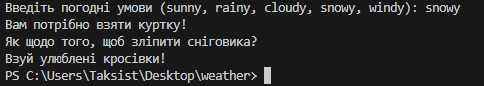 Введіть погодні умови (sunny, rainy, cloudy, snowy, windy): snowy
Вам потрібно взяти куртку!
Як щодо того, щоб зліпити сніговика?
Взуй улюблені кросівки!
PS C:\Users\Taksist\Desktop\weather>